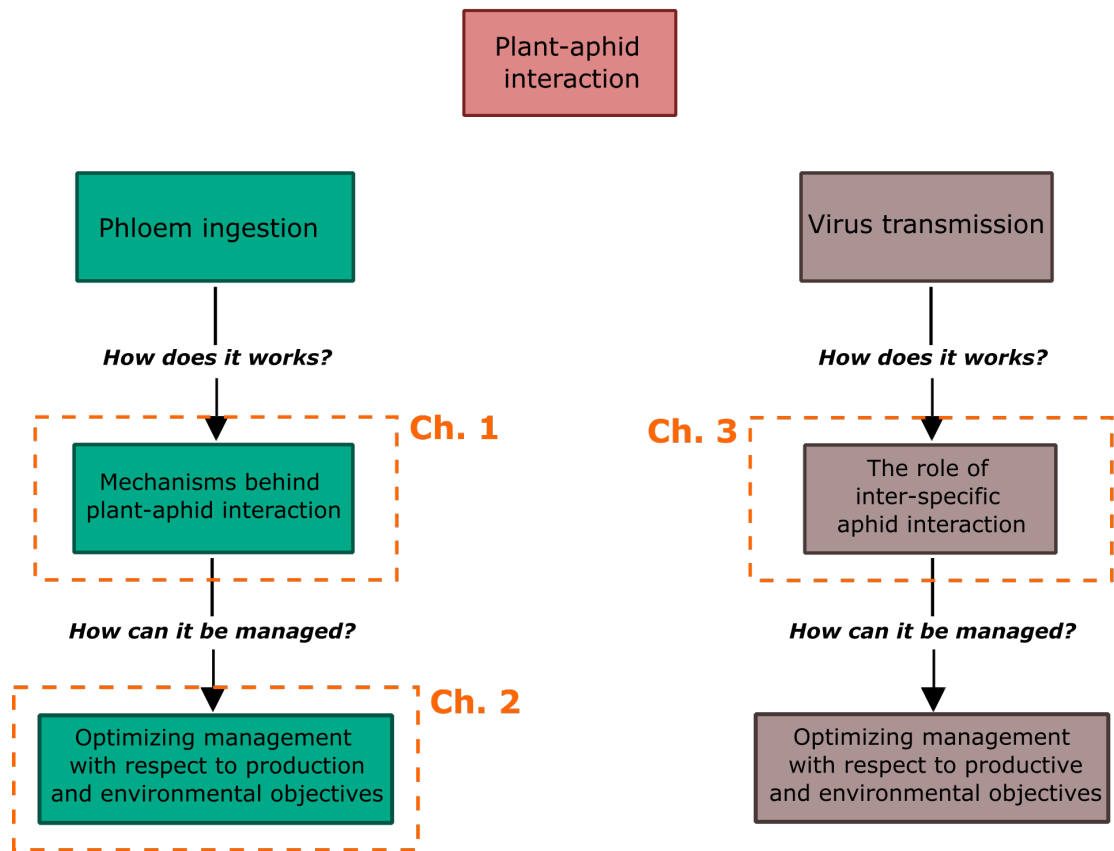 Plant-aphid
interaction
Phloem ingestion
Virus transmission
How does it works?
How does it works?
Ch. 1
Ch. 3
Mechanisms behind
plant-aphid interaction
The role of
inter-specific
aphid interaction
How can it be managed?
How can it be managed?
Ch. 2
Optimizing management
with respect to production
and environmental objectives
Optimizing management
with respect to productive
and environmental objectives